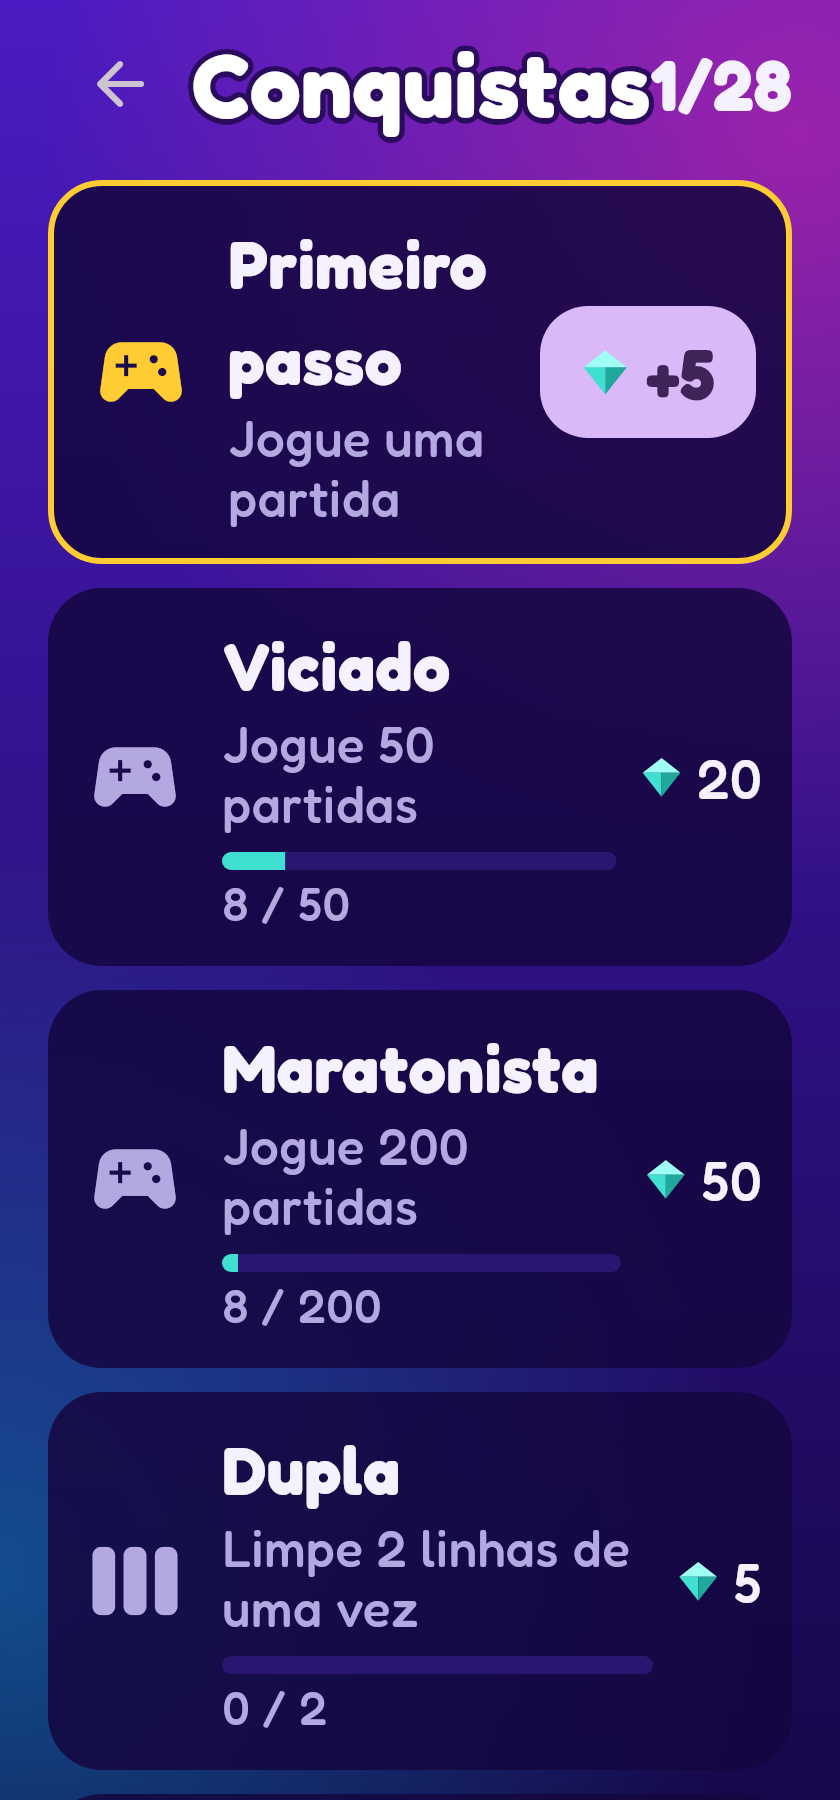 Conquistas 1/28
Primeiro
passo
Jogue uma
partida
+5
Viciado
Jogue 50
partidas
8 / 50
20
Maratonista
Jogue 200
partidas
8 / 200
50
Dupla
Limpe 2 linhas de
uma vez
0 / 2
5